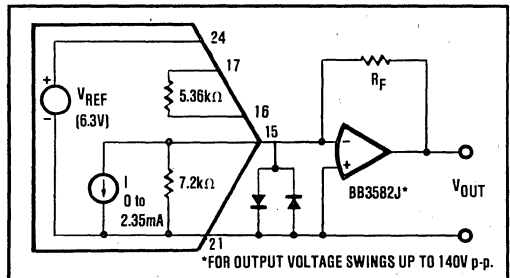 24
17
+
V_REF
(6.3V)
−
5.36kΩ
16
15
R_F
−
+
BB3582J*
V_OUT
I
0 to
2.35mA
7.2kΩ
21
*FOR OUTPUT VOLTAGE SWINGS UP TO 140V p-p.